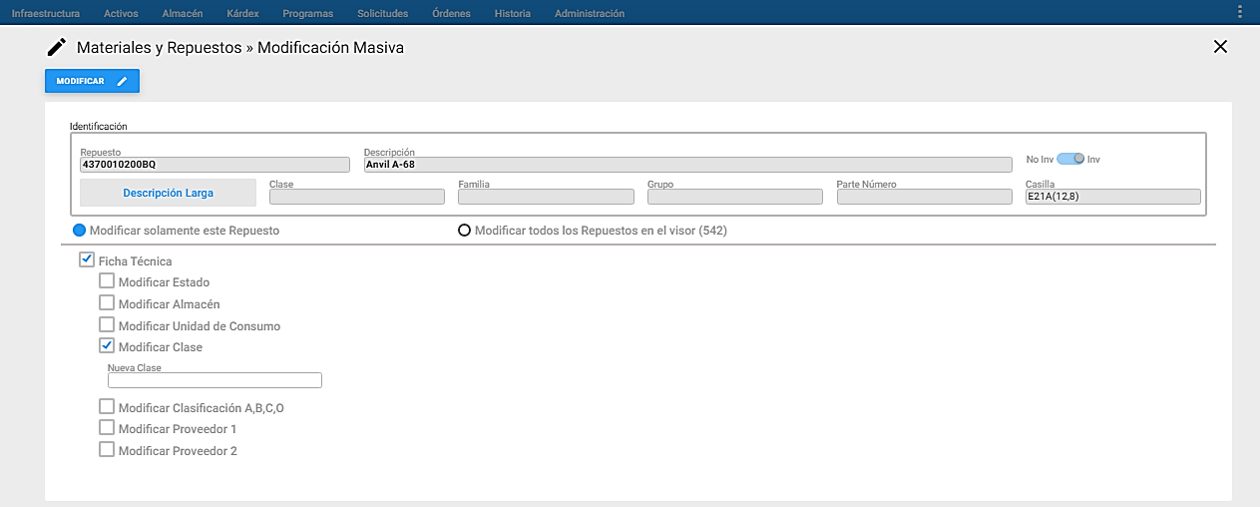 Infraestructura Activos Almacén Kárdex Programas Solicitudes Órdenes Historia Administración
Materiales y Repuestos » Modificación Masiva
MODIFICAR
Identificación
Repuesto Descripción
4370010200BQ Anvil A-68 No Inv Inv
Descripción Larga Clase Familia Grupo Parte Número Casilla
E21A(12,8)
Modificar solamente este Repuesto Modificar todos los Repuestos en el visor (542)
Ficha Técnica
Modificar Estado
Modificar Almacén
Modificar Unidad de Consumo
Modificar Clase
Nueva Clase
Modificar Clasificación A,B,C,O
Modificar Proveedor 1
Modificar Proveedor 2